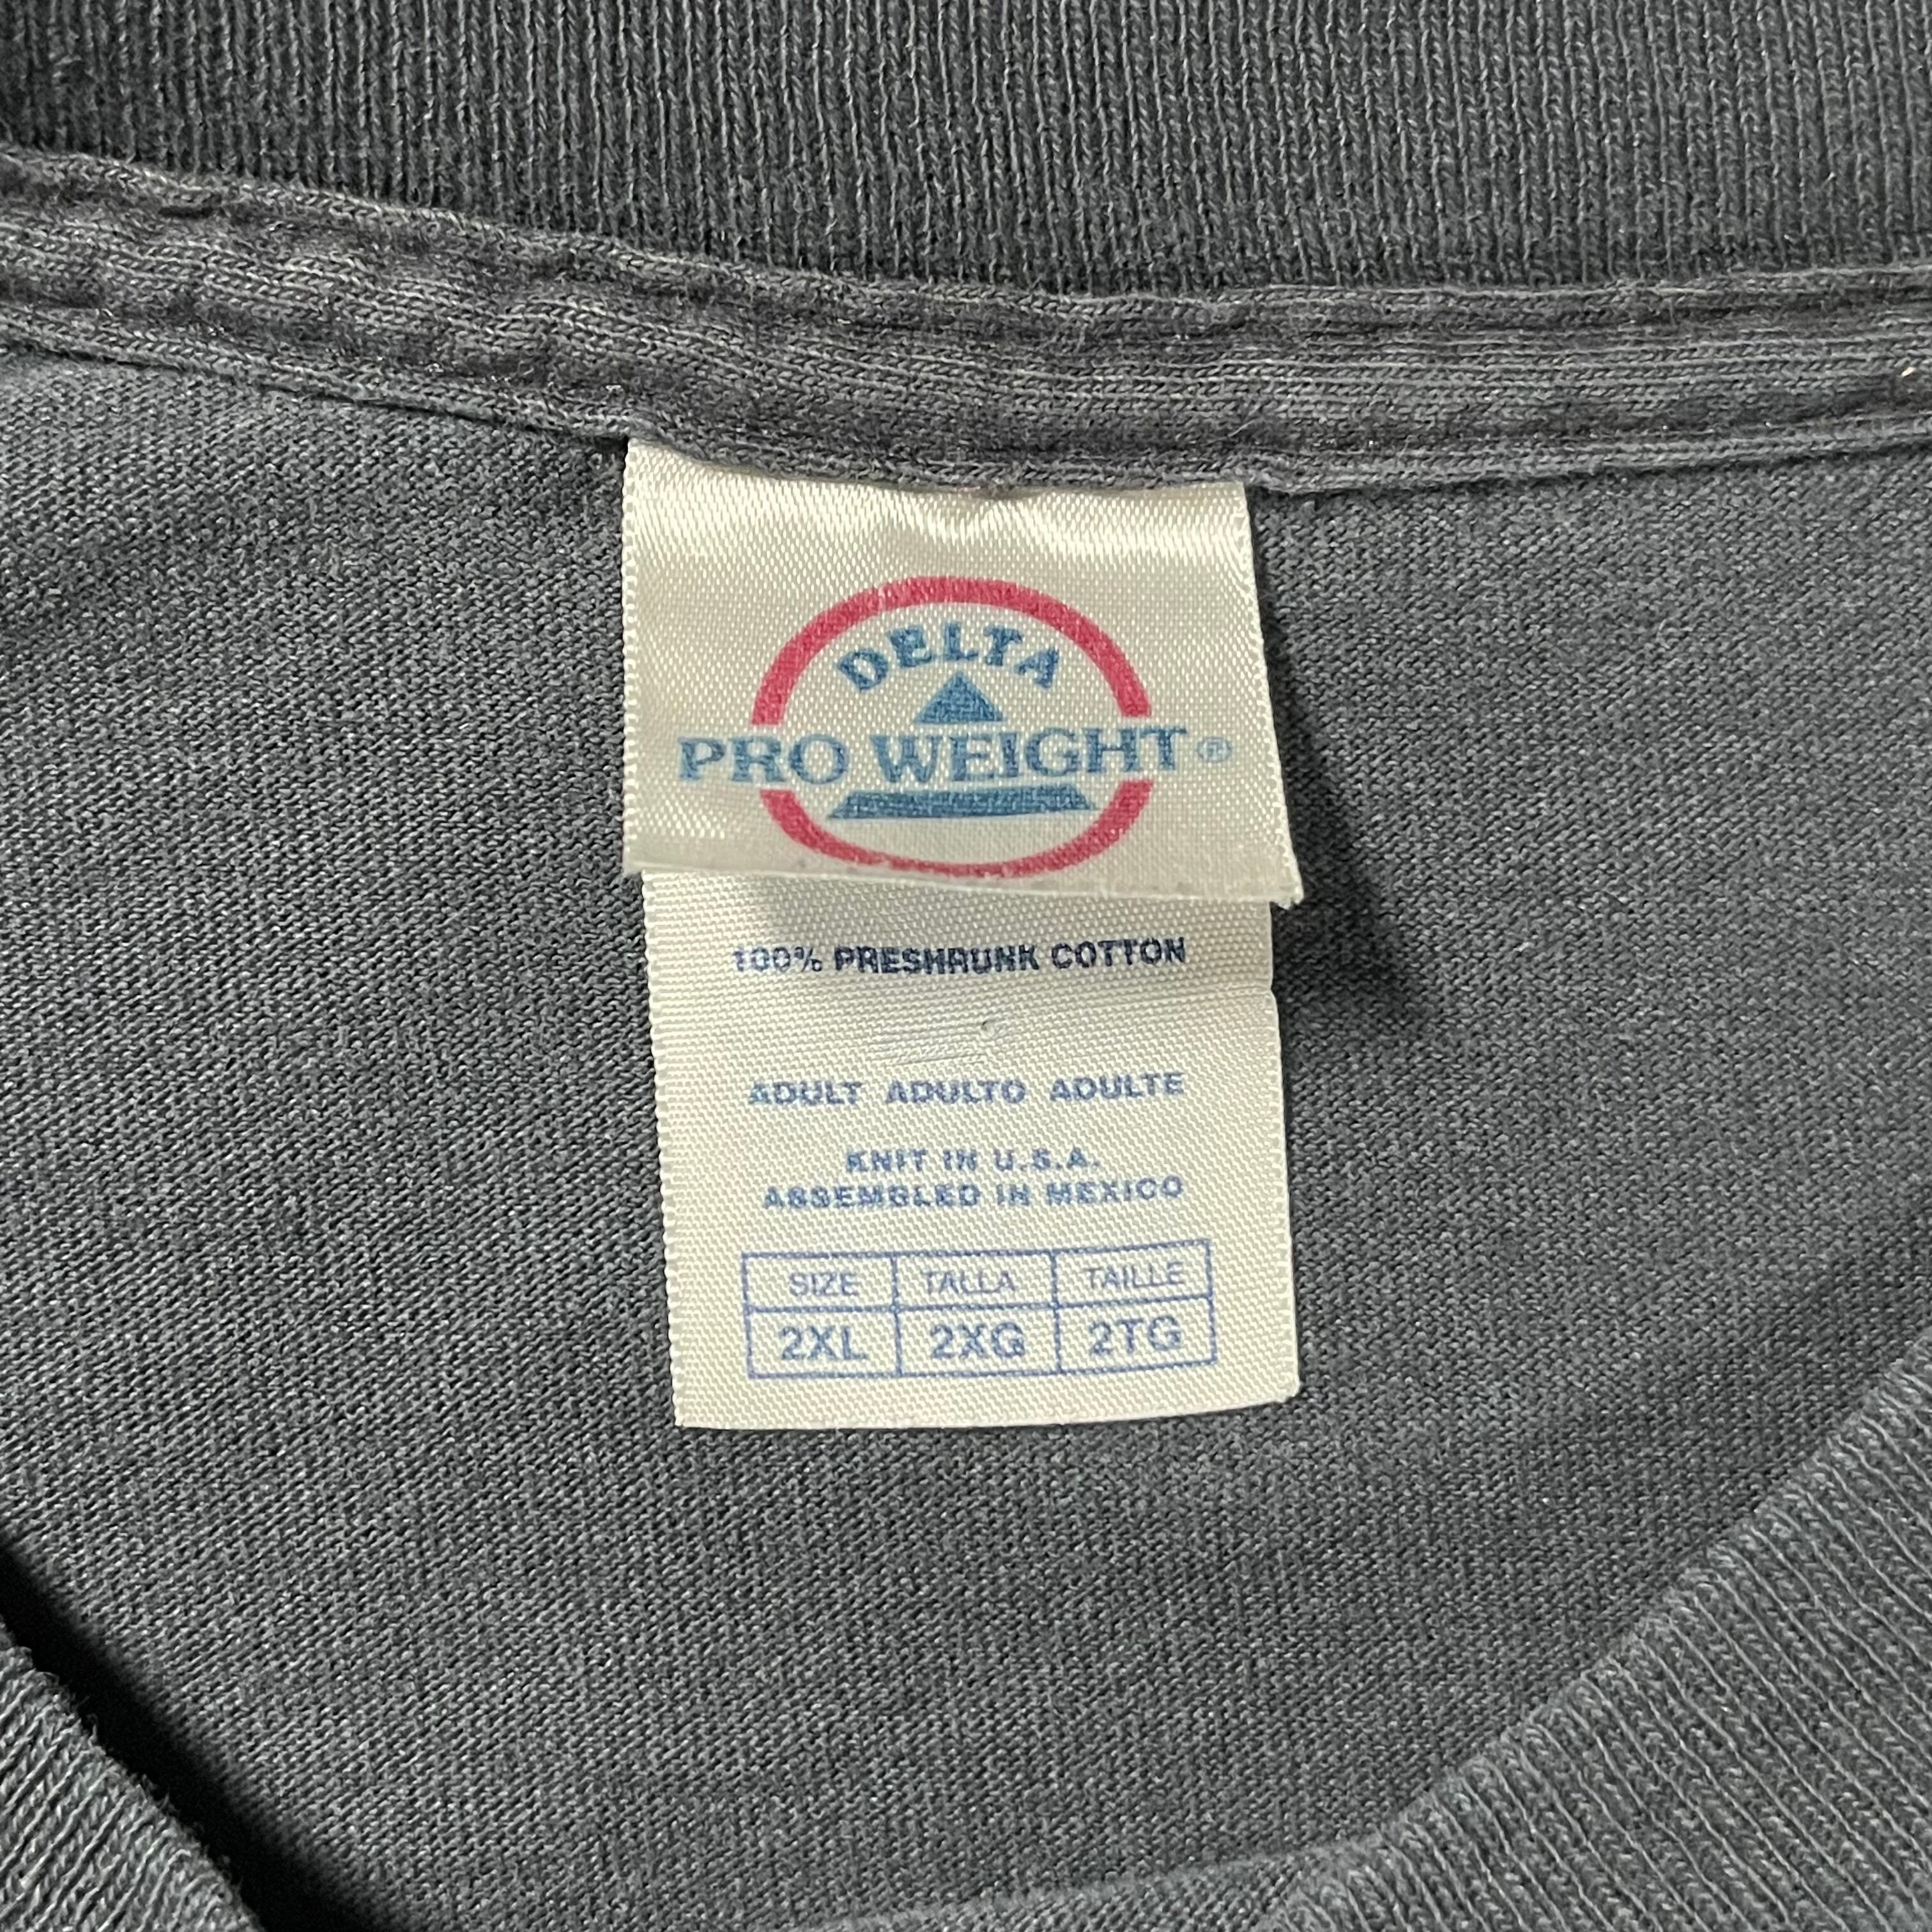 DELTA
PRO WEIGHT®
100% PRESHRUNK COTTON
ADULT ADULTO ADULTE
KNIT IN U.S.A.
ASSEMBLED IN MEXICO
SIZE TALLA TAILLE
2XL 2XG 2TG